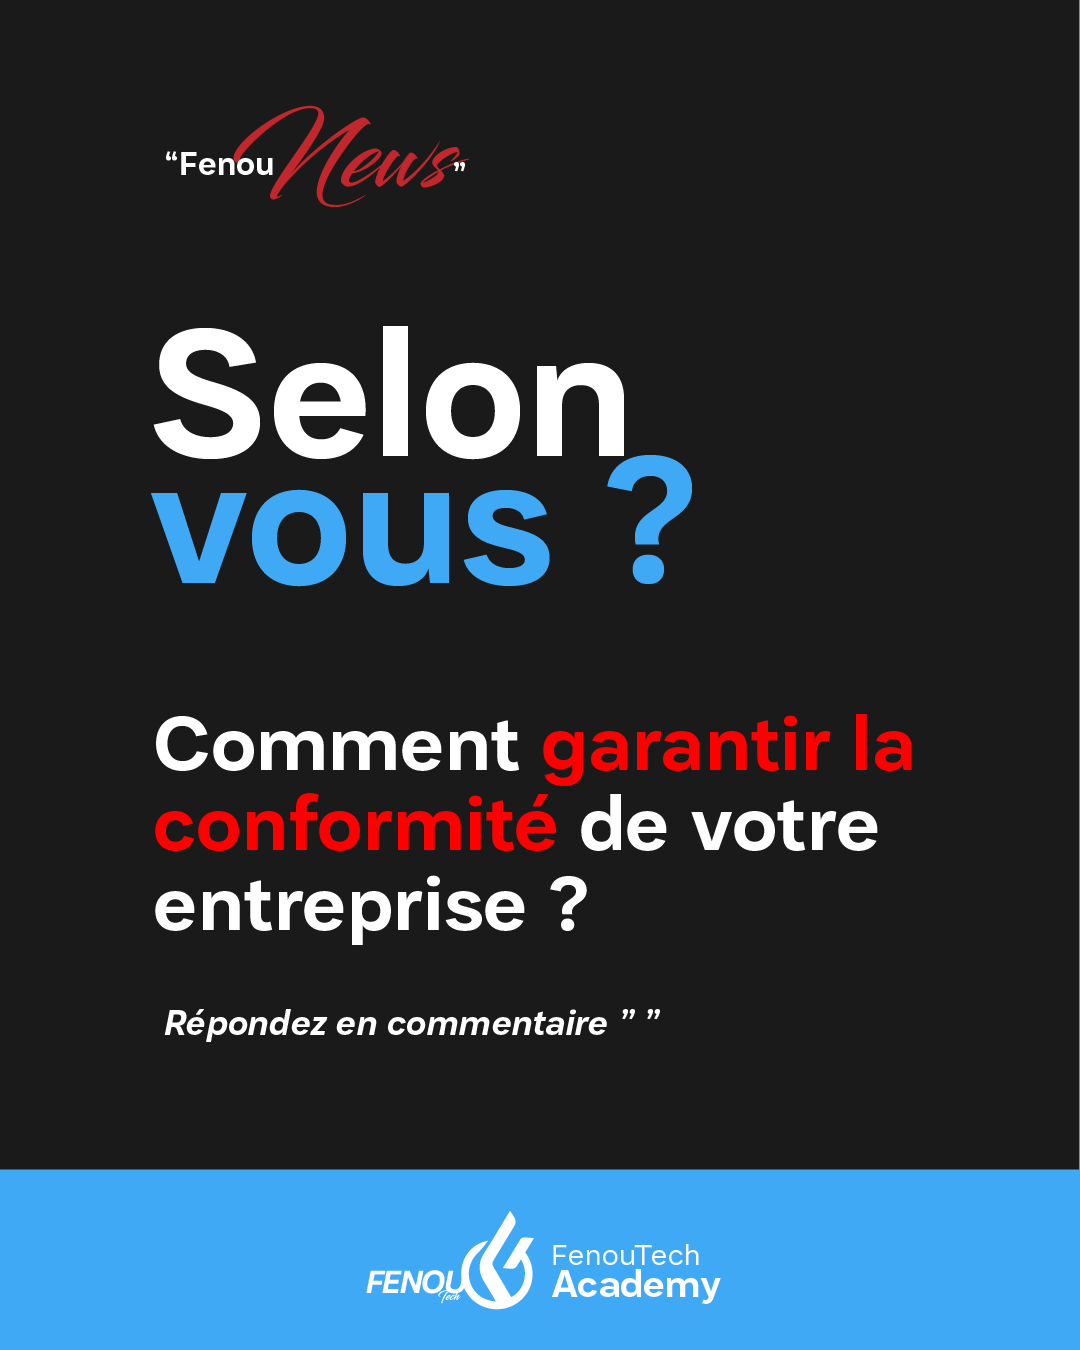 “Fenou News”
Selon
vous ?
Comment garantir la
conformité de votre
entreprise ?
Répondez en commentaire ” ”
FENOU
Tech
FenouTech
Academy